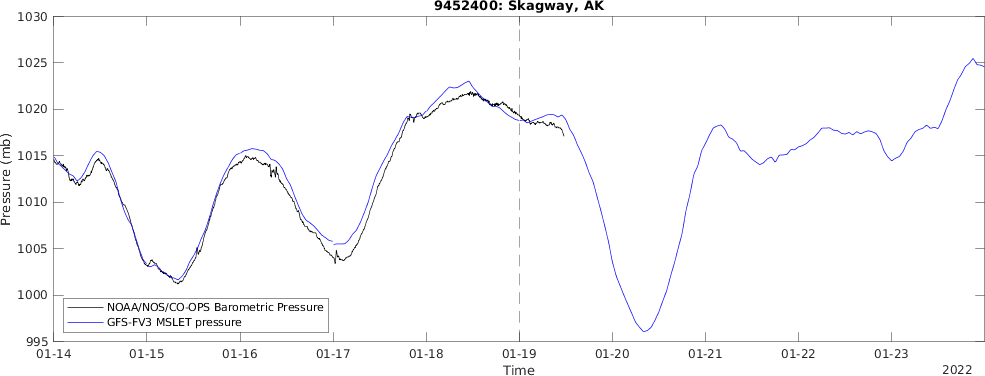 9452400: Skagway, AK
Pressure (mb)
1030
1025
1020
1015
1010
1005
1000
995
NOAA/NOS/CO-OPS Barometric Pressure
GFS-FV3 MSLET pressure
01-14 01-15 01-16 01-17 01-18 01-19 01-20 01-21 01-22 01-23
Time
2022